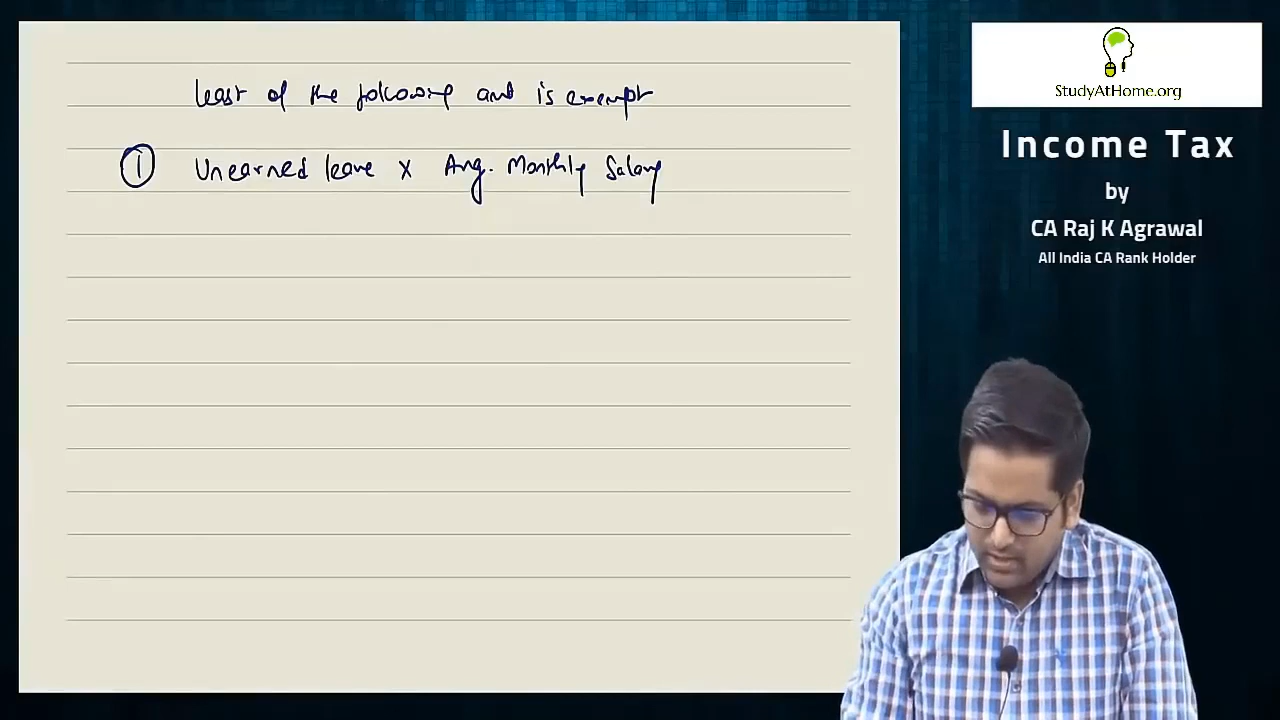 least of the following and is exempt
① Unearned leave x Avg. Monthly Salary
StudyAtHome.org
Income Tax
by
CA Raj K Agrawal
All India CA Rank Holder